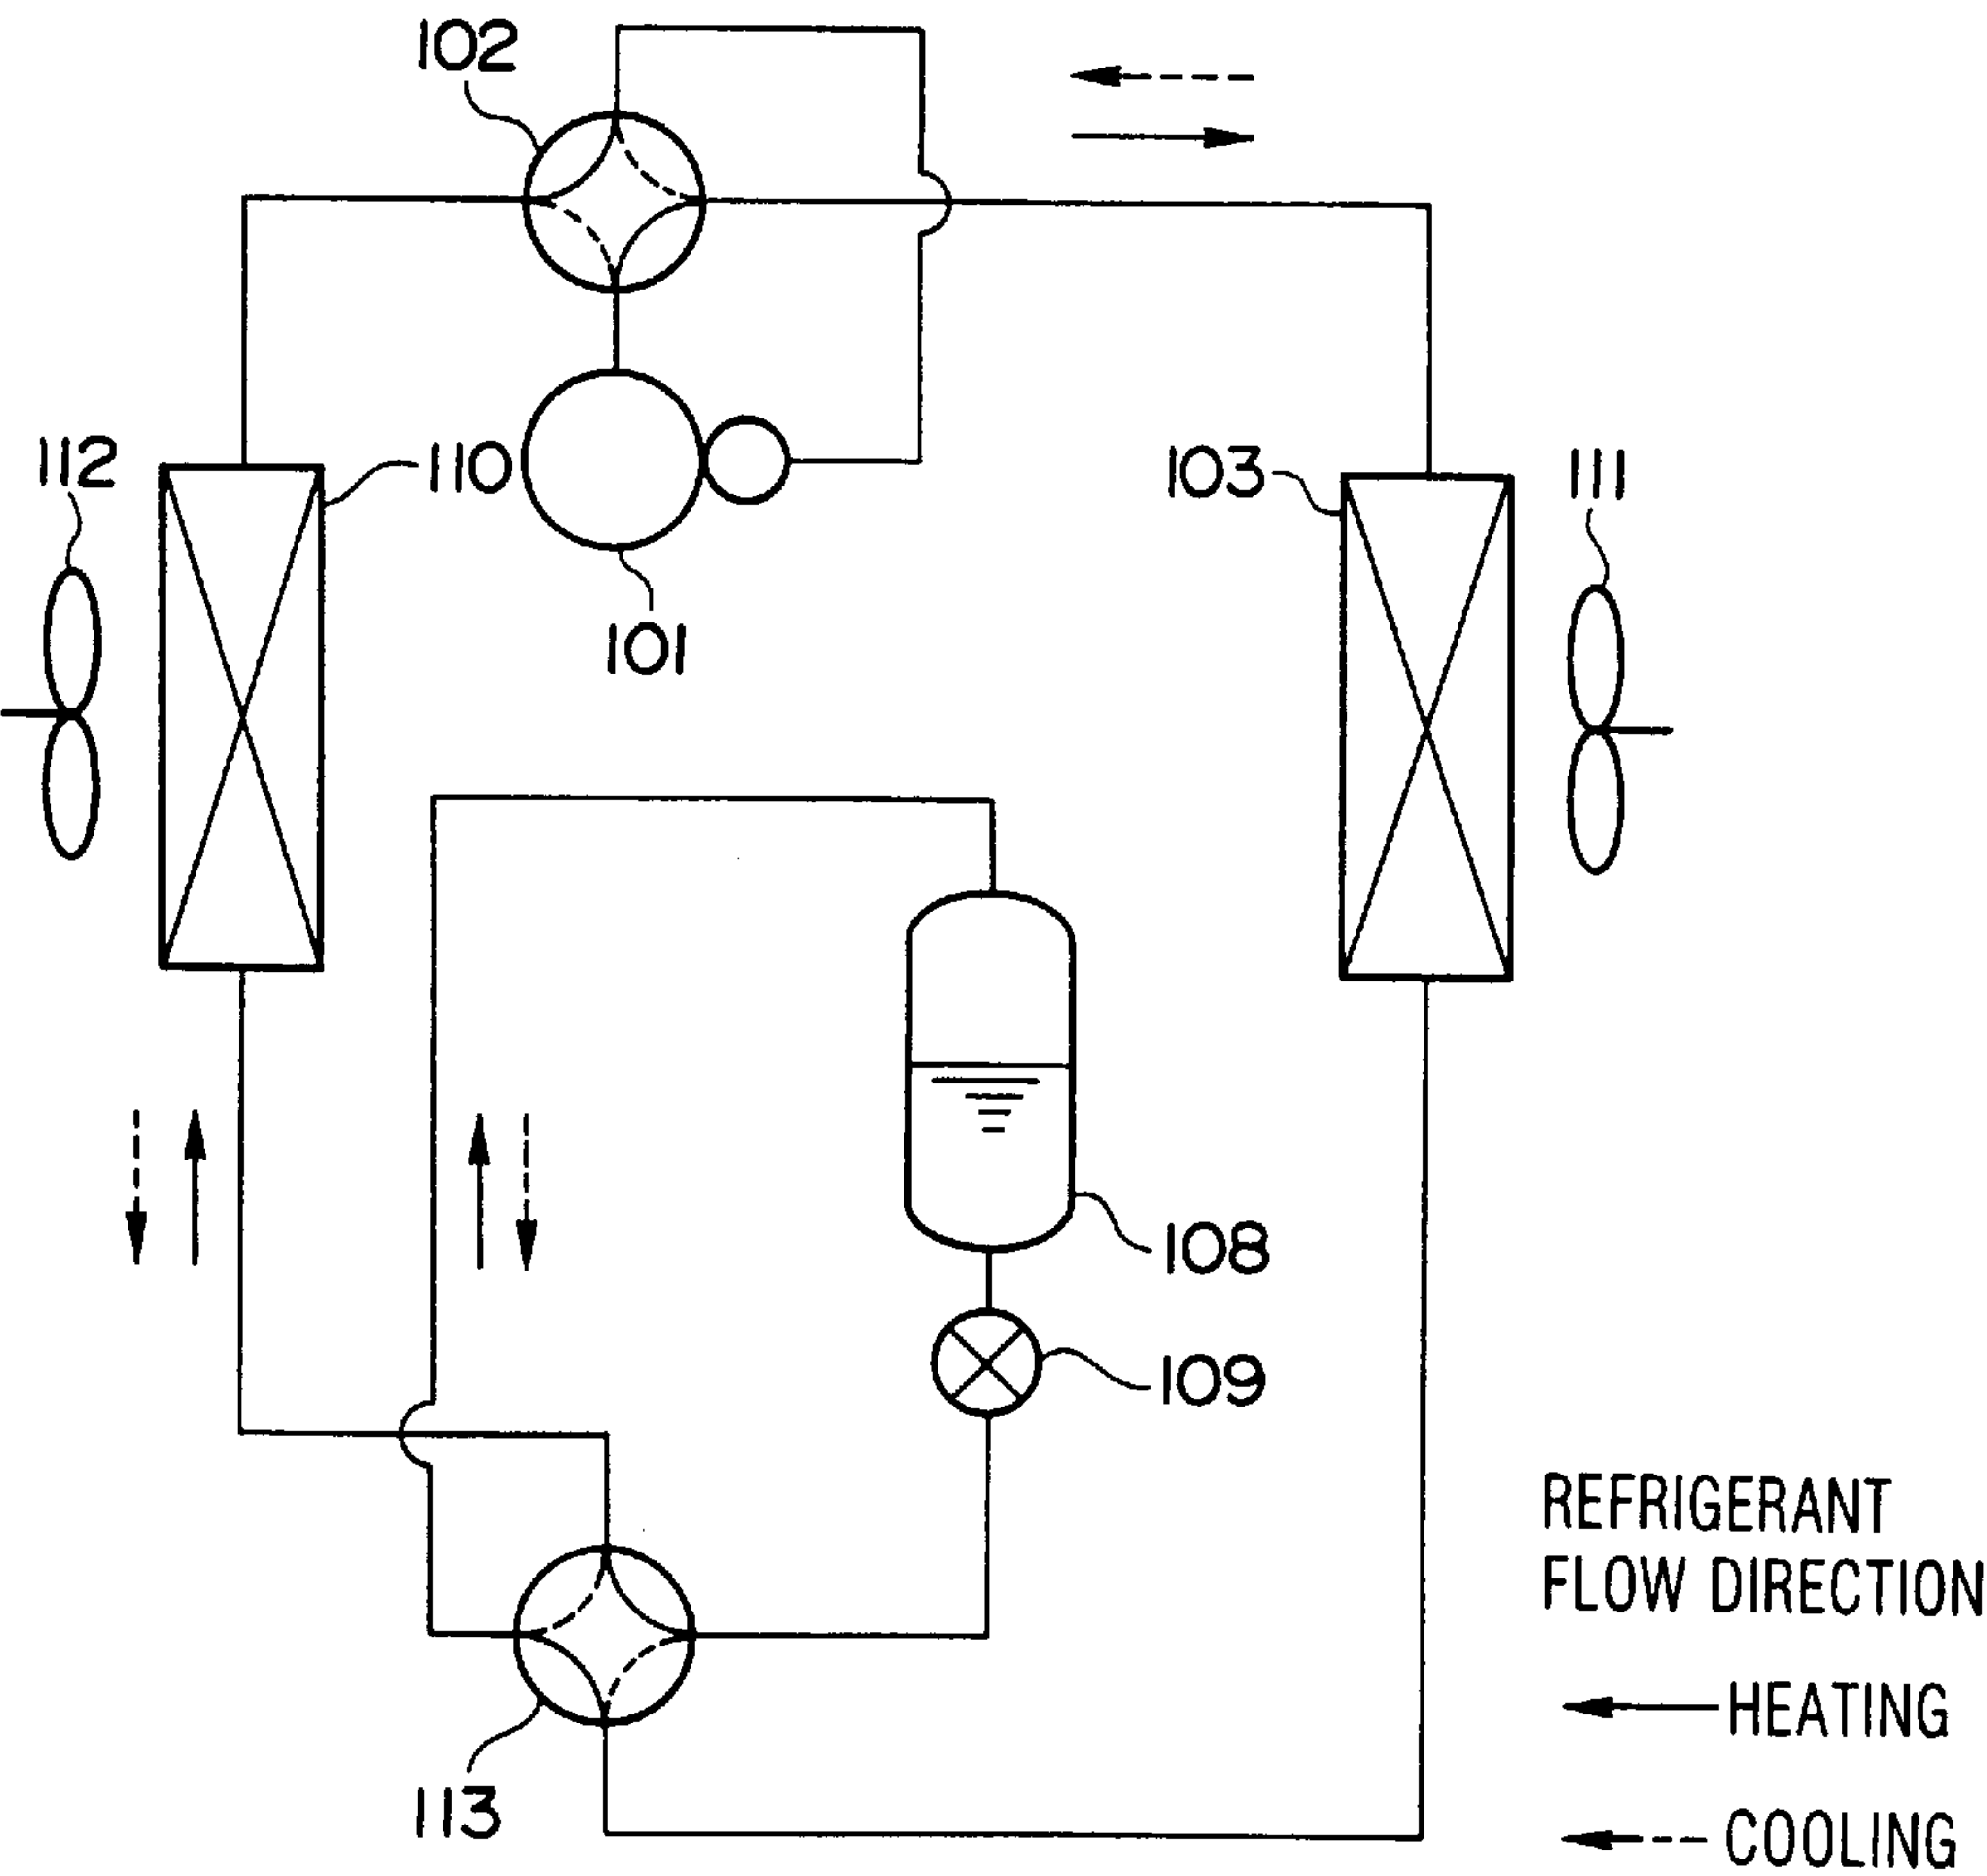 102
112
110
103
111
101
108
109
113
REFRIGERANT
FLOW DIRECTION
HEATING
COOLING